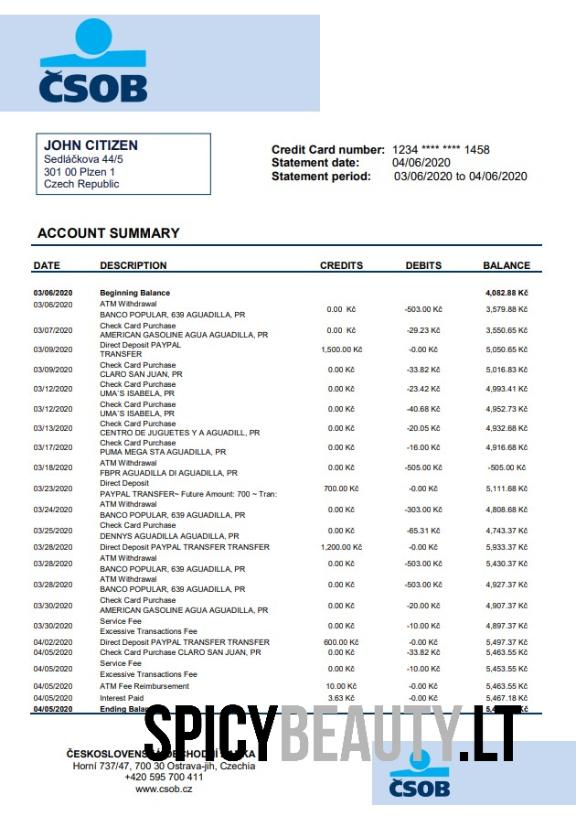 ČSOB
JOHN CITIZEN
Sedláčkova 44/5
301 00 Plzen 1
Czech Republic
Credit Card number: 1234 **** **** 1458
Statement date: 04/06/2020
Statement period: 03/06/2020 to 04/06/2020
ACCOUNT SUMMARY
DATE DESCRIPTION CREDITS DEBITS BALANCE
03/06/2020 Beginning Balance 4,082.88 Kč
03/06/2020 ATM Withdrawal
BANCO POPULAR, 639 AGUADILLA, PR 0.00 Kč -503.00 Kč 3,579.88 Kč
03/07/2020 Check Card Purchase
AMERICAN GASOLINE AGUA AGUADILLA, PR 0.00 Kč -29.23 Kč 3,550.65 Kč
03/09/2020 Direct Deposit PAYPAL
TRANSFER 1,500.00 Kč -0.00 Kč 5,050.65 Kč
03/09/2020 Check Card Purchase
CLARO SAN JUAN, PR 0.00 Kč -33.82 Kč 5,016.83 Kč
03/12/2020 Check Card Purchase
UMA´S ISABELA, PR 0.00 Kč -23.42 Kč 4,993.41 Kč
03/12/2020 Check Card Purchase
UMA´S ISABELA, PR 0.00 Kč -40.68 Kč 4,952.73 Kč
03/13/2020 Check Card Purchase
CENTRO DE JUGUETES Y A AGUADILL, PR 0.00 Kč -20.05 Kč 4,932.68 Kč
03/17/2020 Check Card Purchase
PUMA MEGA STA AGUADILLA, PR 0.00 Kč -16.00 Kč 4,916.68 Kč
03/18/2020 ATM Withdrawal
FBPR AGUADILLA DI AGUADILLA, PR 0.00 Kč -505.00 Kč -505.00 Kč
03/23/2020 Direct Deposit
PAYPAL TRANSFER~ Future Amount: 700 ~ Tran: 700.00 Kč -0.00 Kč 5,111.68 Kč
03/24/2020 ATM Withdrawal
BANCO POPULAR, 639 AGUADILLA, PR 0.00 Kč -303.00 Kč 4,808.68 Kč
03/25/2020 Check Card Purchase
DENNYS AGUADILLA AGUADILLA, PR 0.00 Kč -65.31 Kč 4,743.37 Kč
03/28/2020 Direct Deposit PAYPAL TRANSFER TRANSFER 1,200.00 Kč -0.00 Kč 5,933.37 Kč
03/28/2020 ATM Withdrawal
BANCO POPULAR, 639 AGUADILLA, PR 0.00 Kč -503.00 Kč 5,430.37 Kč
03/28/2020 ATM Withdrawal
BANCO POPULAR, 639 AGUADILLA, PR 0.00 Kč -503.00 Kč 4,927.37 Kč
03/30/2020 Check Card Purchase
AMERICAN GASOLINE AGUA AGUADILLA, PR 0.00 Kč -20.00 Kč 4,907.37 Kč
03/30/2020 Service Fee
Excessive Transactions Fee 0.00 Kč -10.00 Kč 4,897.37 Kč
04/02/2020 Direct Deposit PAYPAL TRANSFER TRANSFER 600.00 Kč -0.00 Kč 5,497.37 Kč
04/05/2020 Check Card Purchase CLARO SAN JUAN, PR 0.00 Kč -33.82 Kč 5,463.55 Kč
04/05/2020 Service Fee
Excessive Transactions Fee 0.00 Kč -10.00 Kč 5,453.55 Kč
04/05/2020 ATM Fee Reimbursement 10.00 Kč -0.00 Kč 5,463.55 Kč
04/05/2020 Interest Paid 3.63 Kč -0.00 Kč 5,467.18 Kč
04/05/2020 Ending Kč
SPICYBEAUTY.LT
Horní 737/47, 700 30 Ostrava-jih, Czechia
+420 595 700 411
www.csob.cz
ČSOB